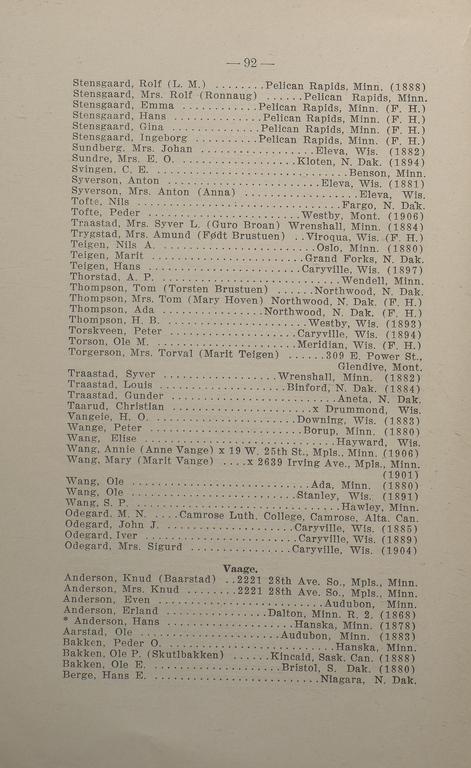 — 92 —
Stensgaard, Rolf (L. M.) ........Pelican Rapids, Minn. (1888)
Stensgaard, Mrs. Rolf (Ronnaug) ......Pelican Rapids, Minn.
Stensgaard, Emma ............Pelican Rapids, Minn. (F. H.)
Stensgaard, Hans ..............Pelican Rapids, Minn. (F. H.)
Stensgaard, Gina ..............Pelican Rapids, Minn. (F. H.)
Stensgaard, Ingeborg ..........Pelican Rapids, Minn. (F. H.)
Sundberg, Mrs. Johan ..................Eleva, Wis. (1882)
Sundre, Mrs. E. O. ...................Kloten, N. Dak. (1894)
Svingen, C. E. ...............................Benson, Minn.
Syverson, Anton .........................Eleva, Wis. (1881)
Syverson, Mrs. Anton (Anna) ..................Eleva, Wis.
Tofte, Nils ...................................Fargo, N. Dak.
Tofte, Peder ..........................Westby, Mont. (1906)
Traastad, Mrs. Syver L. (Guro Broan) Wrenshall, Minn. (1884)
Trygstad, Mrs. Amund (Født Brustuen) ..Viroqua, Wis. (F. H.)
Teigen, Nils A. .........................Oslo, Minn. (1880)
Teigen, Marit ........................Grand Forks, N. Dak.
Teigen, Hans .........................Caryville, Wis. (1897)
Thorstad, A. P. .............................Wendell, Minn.
Thompson, Tom (Torsten Brustuen) ......Northwood, N. Dak.
Thompson, Mrs. Tom (Mary Hoven) Northwood, N. Dak. (F. H.)
Thompson, Ada .................Northwood, N. Dak. (F. H.)
Thompson, H. B. .......................Westby, Wis. (1893)
Torskveen, Peter .....................Caryville, Wis. (1894)
Torson, Ole M. .......................Meridian, Wis. (F. H.)
Torgerson, Mrs. Torval (Marit Teigen) ......309 E. Power St.,
Glendive, Mont.
Traastad, Syver ..................Wrenshall, Minn. (1882)
Traastad, Louis ....................Binford, N. Dak. (1884)
Traastad, Gunder ...........................Aneta, N. Dak.
Taarud, Christian ......................x Drummond, Wis.
Vangeie, H. O. .......................Downing, Wis. (1883)
Wange, Peter .........................Borup, Minn. (1880)
Wang, Elise ...............................Hayward, Wis.
Wang, Annie (Anne Vange) x 19 W. 25th St., Mpls., Minn. (1906)
Wang, Mary (Marit Vange) ....x 2639 Irving Ave., Mpls., Minn.
(1901)
Wang, Ole .............................Ada, Minn. (1880)
Wang, Ole ...........................Stanley, Wis. (1891)
Wang, S. P. ..................................Hawley, Minn.
Odegard, M. N. ....Camrose Luth. College, Camrose, Alta. Can.
Odegard, John J. .....................Caryville, Wis. (1885)
Odegard, Iver ........................Caryville, Wis. (1889)
Odegard, Mrs. Sigurd .................Caryville, Wis. (1904)
Vaage.
Anderson, Knud (Baarstad) ..2221 28th Ave. So., Mpls., Minn.
Anderson, Mrs. Knud ........2221 28th Ave. So., Mpls., Minn.
Anderson, Even ..........................Audubon, Minn.
Anderson, Erland .................Dalton, Minn. R. 2. (1868)
* Anderson, Hans .....................Hanska, Minn. (1878)
Aarstad, Ole .......................Audubon, Minn. (1883)
Bakken, Peder O. ...........................Hanska, Minn.
Bakken, Ole P. (Skutlbakken) ......Kincaid, Sask. Can. (1888)
Bakken, Ole E. .....................Bristol, S. Dak. (1880)
Berge, Hans E. ...........................Niagara, N. Dak.